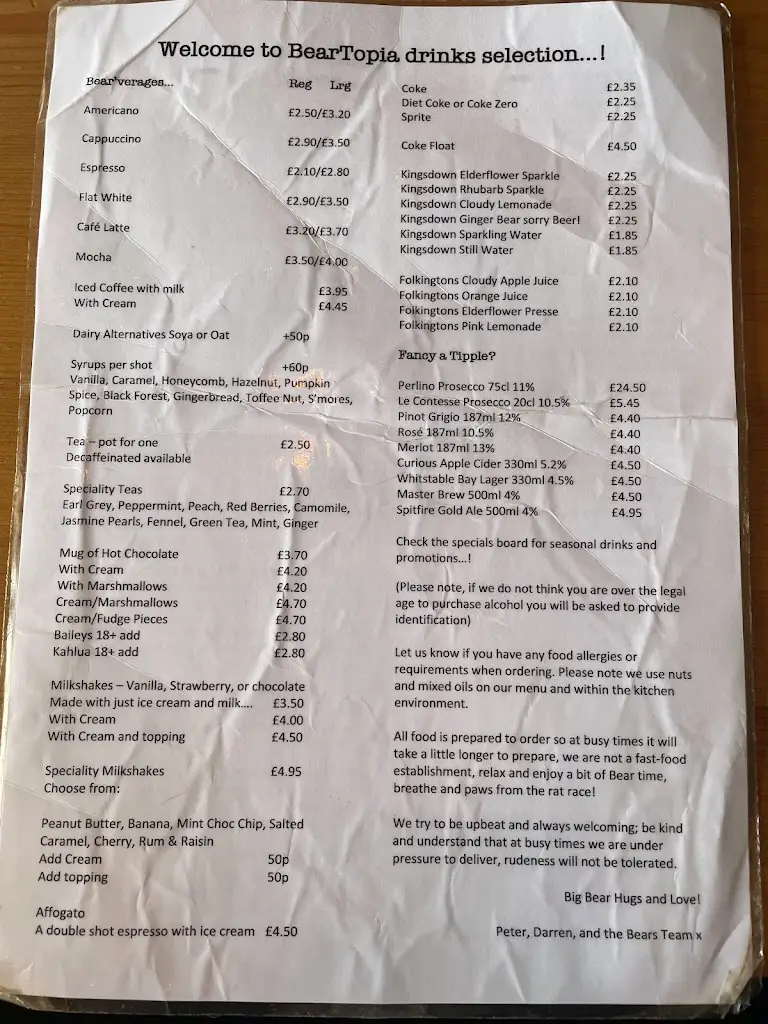 Welcome to BearTopia drinks selection...!
Bear'verages... Reg Lrg
Americano £2.50/£3.20
Cappuccino £2.90/£3.50
Espresso £2.10/£2.80
Flat White £2.90/£3.50
Café Latte £3.20/£3.70
Mocha £3.50/£4.00
Iced Coffee with milk £3.95
With Cream £4.45
Dairy Alternatives Soya or Oat +50p
Syrups per shot +60p
Vanilla, Caramel, Honeycomb, Hazelnut, Pumpkin
Spice, Black Forest, Gingerbread, Toffee Nut, S'mores,
Popcorn
Tea – pot for one £2.50
Decaffeinated available
Speciality Teas £2.70
Earl Grey, Peppermint, Peach, Red Berries, Camomile,
Jasmine Pearls, Fennel, Green Tea, Mint, Ginger
Mug of Hot Chocolate £3.70
With Cream £4.20
With Marshmallows £4.20
Cream/Marshmallows £4.70
Cream/Fudge Pieces £4.70
Baileys 18+ add £2.80
Kahlua 18+ add £2.80
Milkshakes – Vanilla, Strawberry, or chocolate
Made with just ice cream and milk.... £3.50
With Cream £4.00
With Cream and topping £4.50
Speciality Milkshakes £4.95
Choose from:
Peanut Butter, Banana, Mint Choc Chip, Salted
Caramel, Cherry, Rum & Raisin
Add Cream 50p
Add topping 50p
Affogato
A double shot espresso with ice cream £4.50
Coke £2.35
Diet Coke or Coke Zero £2.25
Sprite £2.25
Coke Float £4.50
Kingsdown Elderflower Sparkle £2.25
Kingsdown Rhubarb Sparkle £2.25
Kingsdown Cloudy Lemonade £2.25
Kingsdown Ginger Bear sorry Beer! £2.25
Kingsdown Sparkling Water £1.85
Kingsdown Still Water £1.85
Folkingtons Cloudy Apple Juice £2.10
Folkingtons Orange Juice £2.10
Folkingtons Elderflower Presse £2.10
Folkingtons Pink Lemonade £2.10
Fancy a Tipple?
Perlino Prosecco 75cl 11% £24.50
Le Contesse Prosecco 20cl 10.5% £5.45
Pinot Grigio 187ml 12% £4.40
Rosé 187ml 10.5% £4.40
Merlot 187ml 13% £4.40
Curious Apple Cider 330ml 5.2% £4.50
Whitstable Bay Lager 330ml 4.5% £4.50
Master Brew 500ml 4% £4.50
Spitfire Gold Ale 500ml 4% £4.95
Check the specials board for seasonal drinks and
promotions...!
(Please note, if we do not think you are over the legal
age to purchase alcohol you will be asked to provide
identification)
Let us know if you have any food allergies or
requirements when ordering. Please note we use nuts
and mixed oils on our menu and within the kitchen
environment.
All food is prepared to order so at busy times it will
take a little longer to prepare, we are not a fast-food
establishment, relax and enjoy a bit of Bear time,
breathe and paws from the rat race!
We try to be upbeat and always welcoming; be kind
and understand that at busy times we are under
pressure to deliver, rudeness will not be tolerated.
Big Bear Hugs and Love!
Peter, Darren, and the Bears Team x